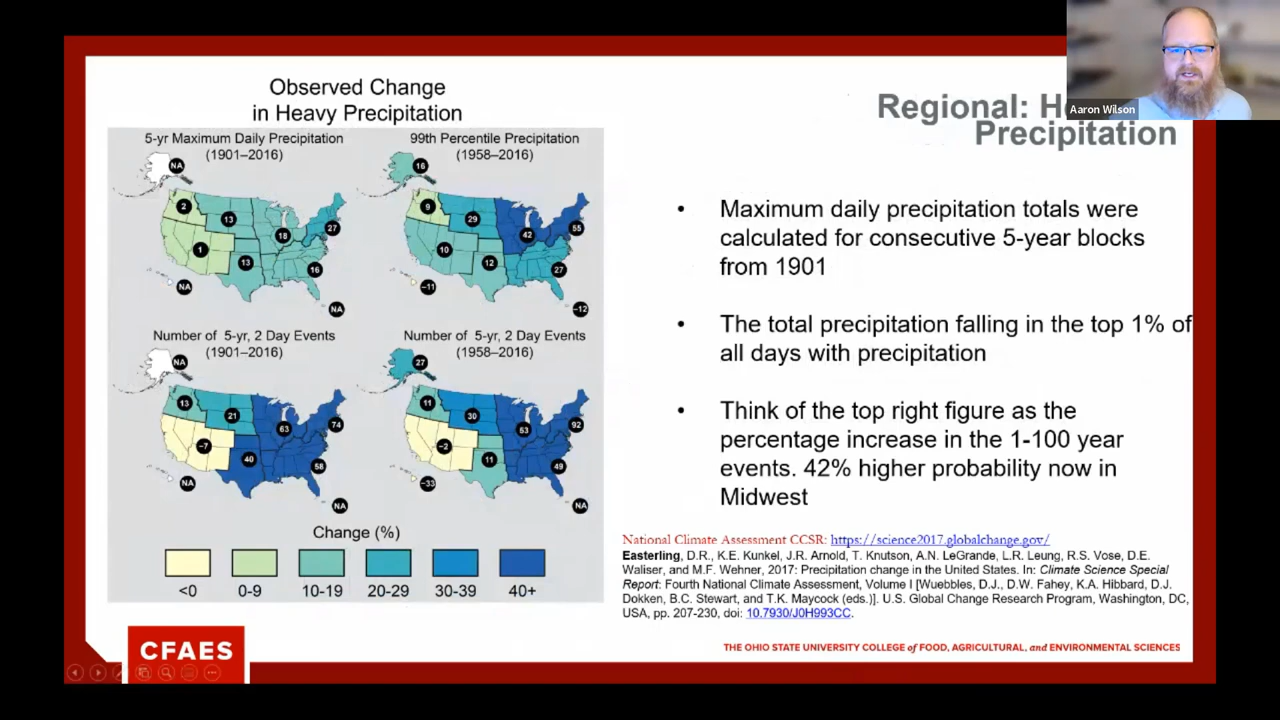 Observed Change
in Heavy Precipitation
5-yr Maximum Daily Precipitation
(1901–2016)
NA
2
13
18
27
1
13
16
NA
NA
99th Percentile Precipitation
(1958–2016)
16
9
29
42
55
10
12
27
–11
–12
Number of 5-yr, 2 Day Events
(1901–2016)
NA
13
21
63
74
–7
40
58
NA
NA
Number of 5-yr, 2 Day Events
(1958–2016)
27
11
30
53
92
–2
11
49
–33
NA
Change (%)
<0
0-9
10-19
20-29
30-39
40+
Aaron Wilson
Regional:
Precipitation
• Maximum daily precipitation totals were
calculated for consecutive 5-year blocks
from 1901
• The total precipitation falling in the top 1% of
all days with precipitation
• Think of the top right figure as the
percentage increase in the 1-100 year
events. 42% higher probability now in
Midwest
National Climate Assessment CCSR: https://science2017.globalchange.gov/
Easterling, D.R., K.E. Kunkel, J.R. Arnold, T. Knutson, A.N. LeGrande, L.R. Leung, R.S. Vose, D.E.
Waliser, and M.F. Wehner, 2017: Precipitation change in the United States. In: Climate Science Special
Report: Fourth National Climate Assessment, Volume I [Wuebbles, D.J., D.W. Fahey, K.A. Hibbard, D.J.
Dokken, B.C. Stewart, and T.K. Maycock (eds.)]. U.S. Global Change Research Program, Washington, DC,
USA, pp. 207-230, doi: 10.7930/J0H993CC.
CFAES
THE OHIO STATE UNIVERSITY COLLEGE of FOOD, AGRICULTURAL, and ENVIRONMENTAL SCIENCES